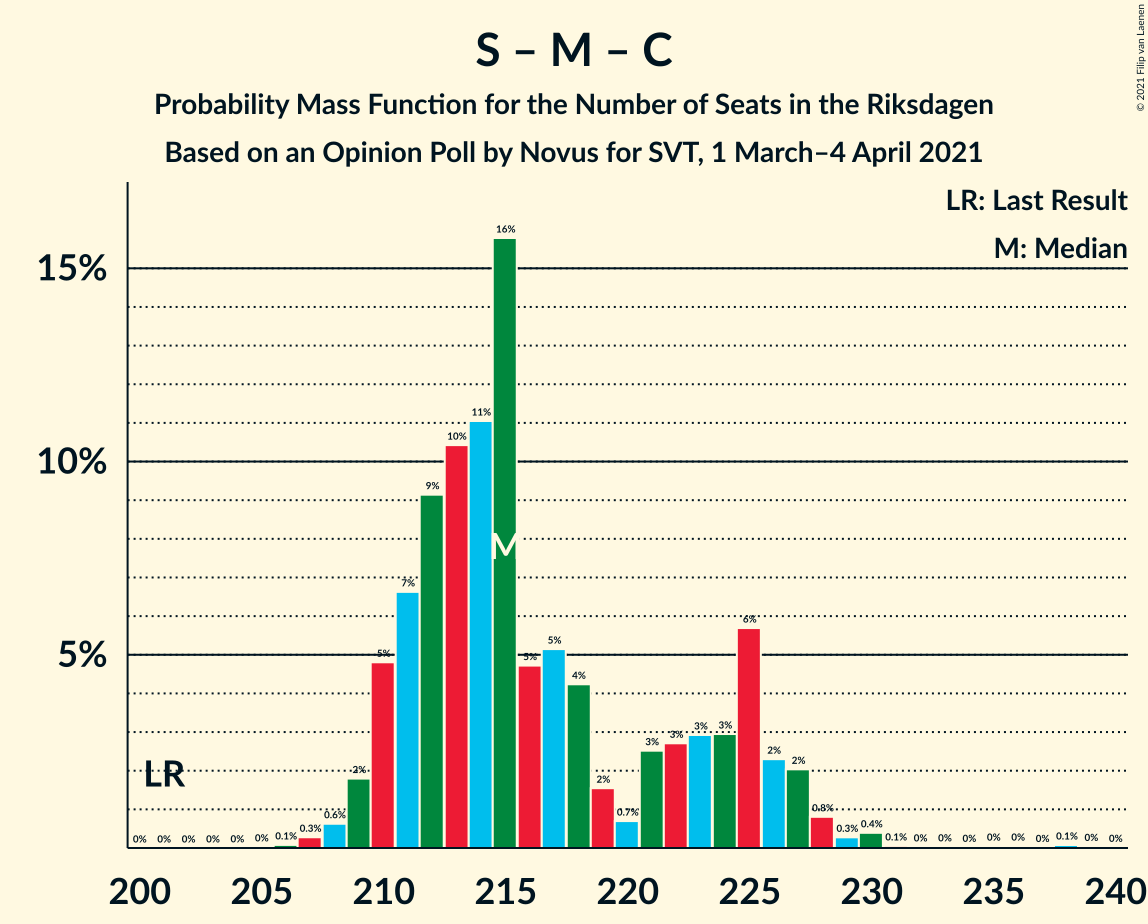 S – M – C
Probability Mass Function for the Number of Seats in the Riksdagen
Based on an Opinion Poll by Novus for SVT, 1 March–4 April 2021
© 2021 Filip van Laenen
LR: Last Result
M: Median
15%
10%
5%
LR
M
0% 0% 0% 0% 0% 0% 0.1% 0.3% 0.6% 2% 5% 7% 9% 10% 11% 16% 5% 5% 4% 2% 0.7% 3% 3% 3% 3% 6% 2% 2% 0.8% 0.3% 0.4% 0.1% 0% 0% 0% 0% 0% 0% 0.1% 0% 0%
200 205 210 215 220 225 230 235 240